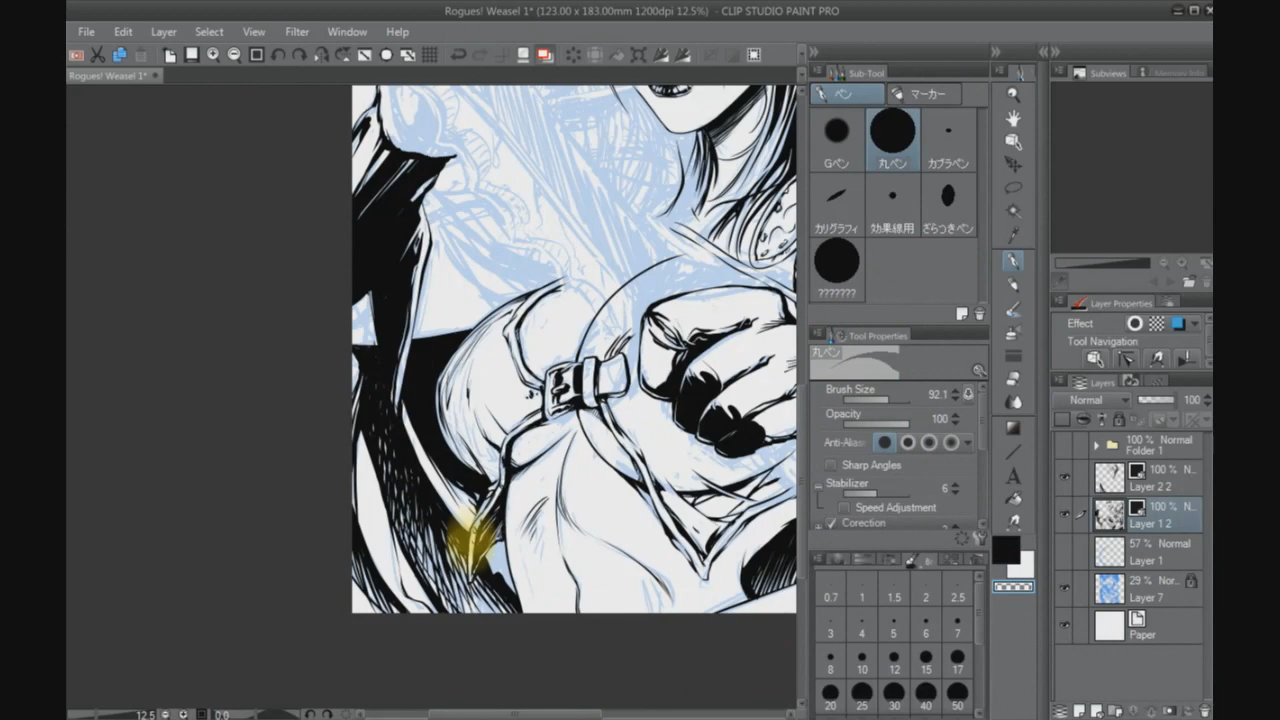 Rogues! Weasel 1* (123.00 x 183.00mm 1200dpi 12.5%) - CLIP STUDIO PAINT PRO
File Edit Layer Select View Filter Window Help
Rogues! Weasel 1*
Sub-Tool
Subviews
ペン マーカー
Gペン 丸ペン カブラペン
カリグラフィ 効果線用 ざらつきペン
???????
Tool Properties
丸ペン
Brush Size 92.1
Opacity 100
Anti-Alias
Sharp Angles
Stabilizer 6
Speed Adjustment
Corection
0.7 1 1.5 2 2.5
3 4 5 6 7
8 10 12 15 17
20 25 30 40 50
Layer Properties
Effect
Tool Navigation
Layers
Normal 100
100 % Normal
Folder 1
100 % N...
Layer 2 2
100 % N...
Layer 1 2
57 % Normal
Layer 1
29 % Nor...
Layer 7
Paper
12.5 0.0